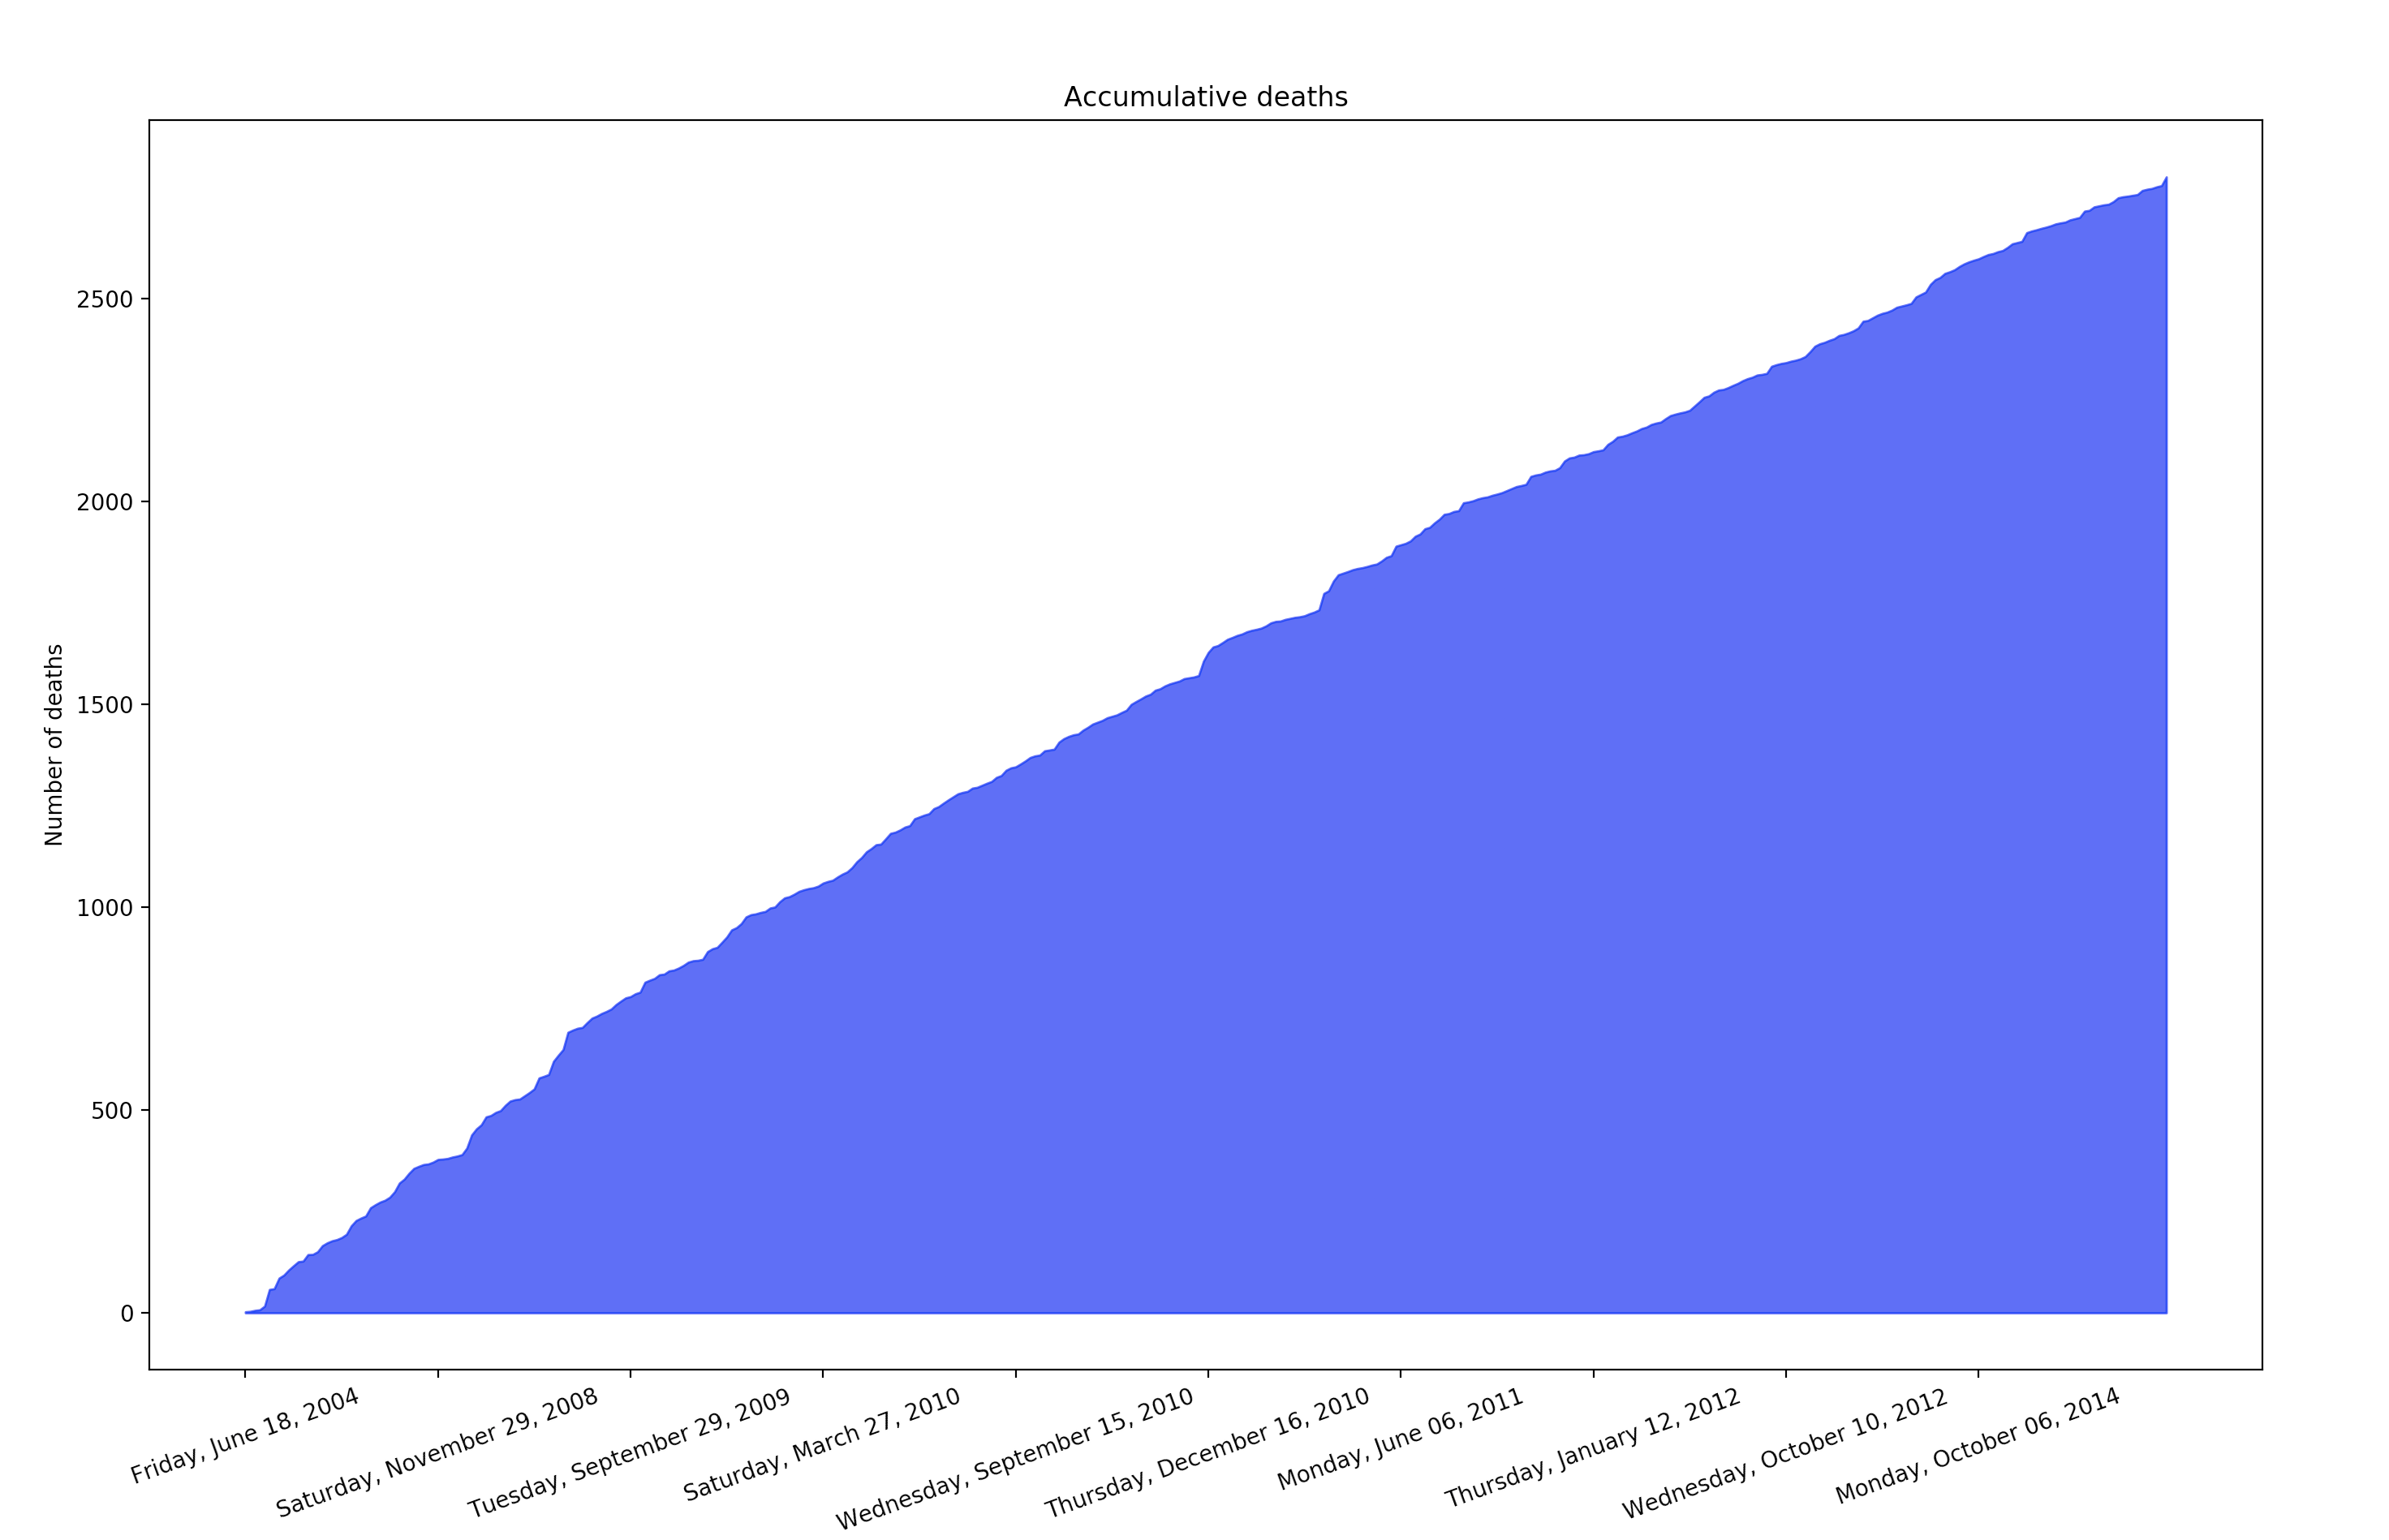 Accumulative deaths
Number of deaths
2500
2000
1500
1000
500
0
Friday, June 18, 2004
Saturday, November 29, 2008
Tuesday, September 29, 2009
Saturday, March 27, 2010
Wednesday, September 15, 2010
Thursday, December 16, 2010
Monday, June 06, 2011
Thursday, January 12, 2012
Wednesday, October 10, 2012
Monday, October 06, 2014